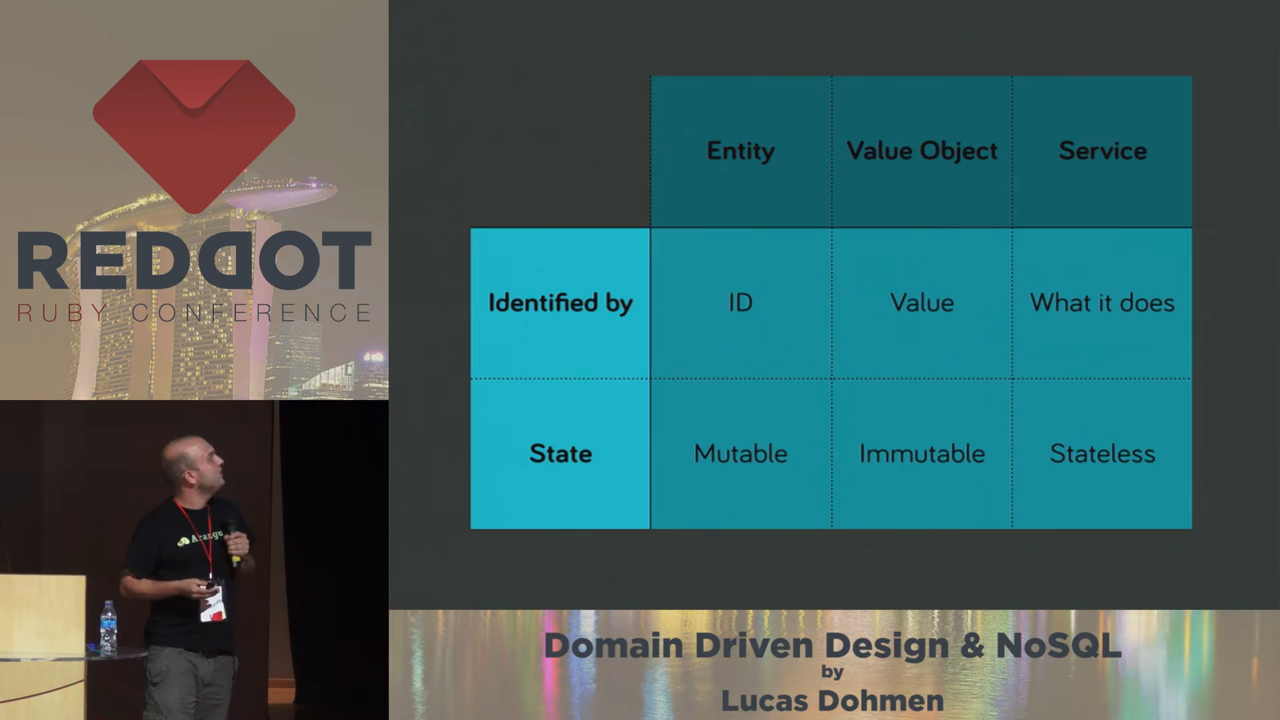 REDDOT
RUBY CONFERENCE
Entity
Value Object
Service
Identified by
ID
Value
What it does
State
Mutable
Immutable
Stateless
Arango
Domain Driven Design & NoSQL
by
Lucas Dohmen